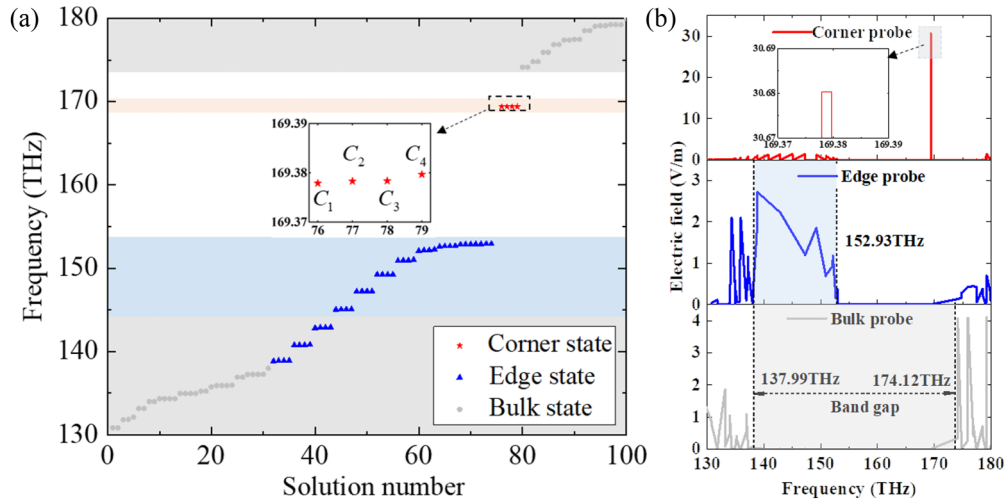 (a)
180
170
160
150
140
130
Frequency (THz)
0 20 40 60 80 100
Solution number
169.39
169.38
169.37
C1 C2 C3 C4
76 77 78 79
Corner state
Edge state
Bulk state
(b)
30
20
10
0
Corner probe
30.69
30.68
30.67
169.37 169.38 169.39
3
2
1
0
Edge probe
152.93THz
Electric field (V/m)
4
3
2
1
0
Bulk probe
137.99THz 174.12THz
Band gap
130 140 150 160 170 180
Frequency (THz)